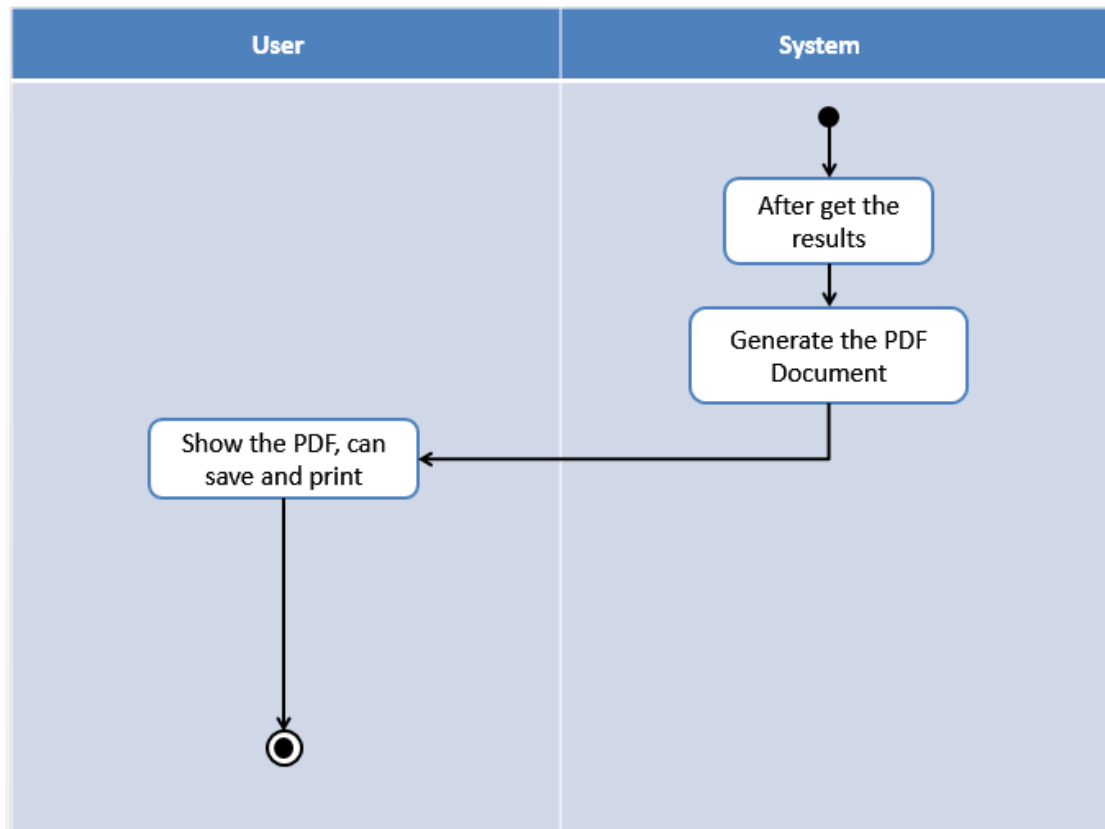 User
System
After get the
results
Generate the PDF
Document
Show the PDF, can
save and print